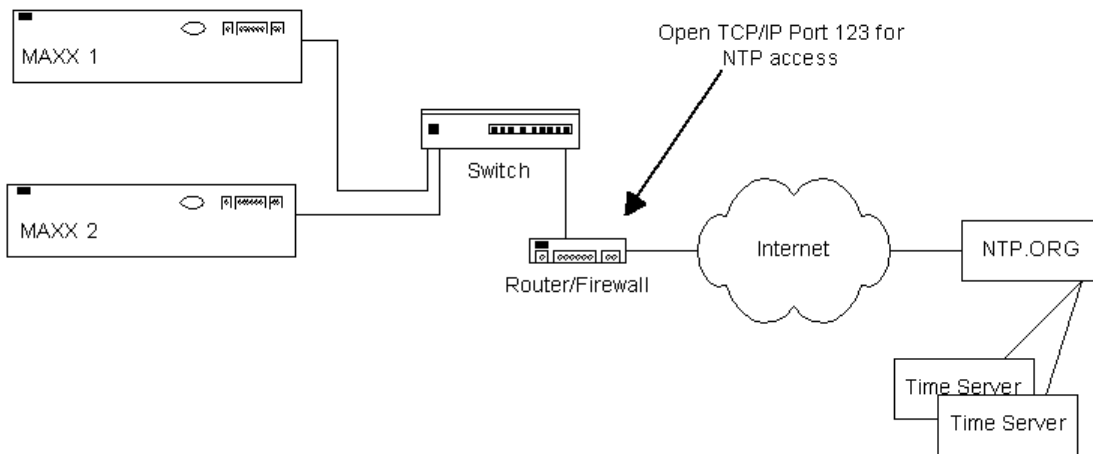 MAXX 1
Open TCP/IP Port 123 for
NTP access
Switch
MAXX 2
Router/Firewall
Internet
NTP.ORG
Time Server
Time Server